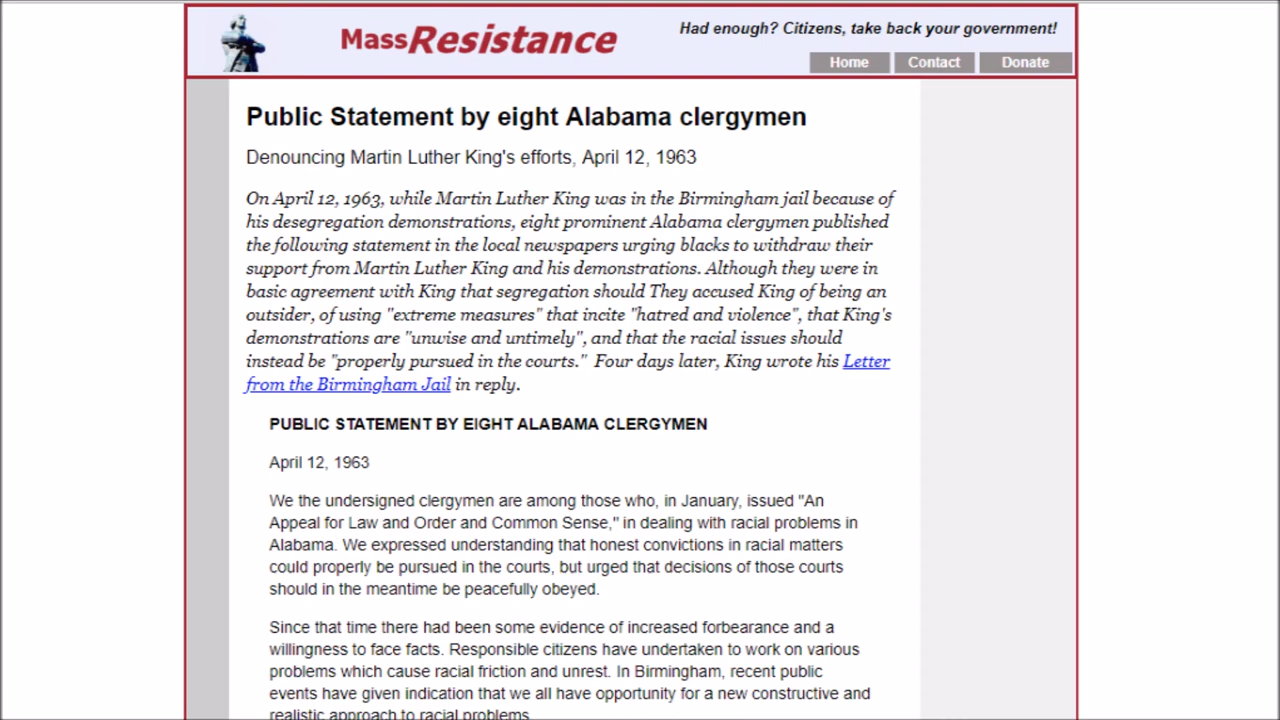 MassResistance
Had enough? Citizens, take back your government!
Home Contact Donate
Public Statement by eight Alabama clergymen
Denouncing Martin Luther King's efforts, April 12, 1963
On April 12, 1963, while Martin Luther King was in the Birmingham jail because of
his desegregation demonstrations, eight prominent Alabama clergymen published
the following statement in the local newspapers urging blacks to withdraw their
support from Martin Luther King and his demonstrations. Although they were in
basic agreement with King that segregation should They accused King of being an
outsider, of using "extreme measures" that incite "hatred and violence", that King's
demonstrations are "unwise and untimely", and that the racial issues should
instead be "properly pursued in the courts." Four days later, King wrote his Letter
from the Birmingham Jail in reply.
PUBLIC STATEMENT BY EIGHT ALABAMA CLERGYMEN
April 12, 1963
We the undersigned clergymen are among those who, in January, issued "An
Appeal for Law and Order and Common Sense," in dealing with racial problems in
Alabama. We expressed understanding that honest convictions in racial matters
could properly be pursued in the courts, but urged that decisions of those courts
should in the meantime be peacefully obeyed.
Since that time there had been some evidence of increased forbearance and a
willingness to face facts. Responsible citizens have undertaken to work on various
problems which cause racial friction and unrest. In Birmingham, recent public
events have given indication that we all have opportunity for a new constructive and
realistic approach to racial problems.